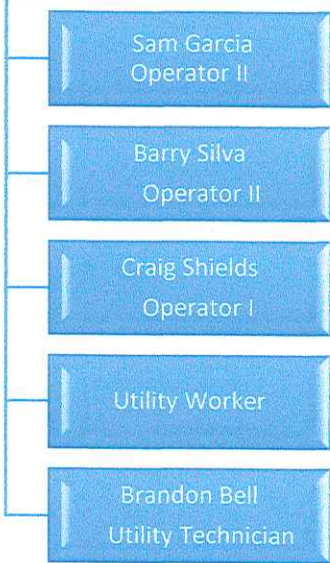 Sam Garcia
Operator II
Barry Silva
Operator II
Craig Shields
Operator I
Utility Worker
Brandon Bell
Utility Technician